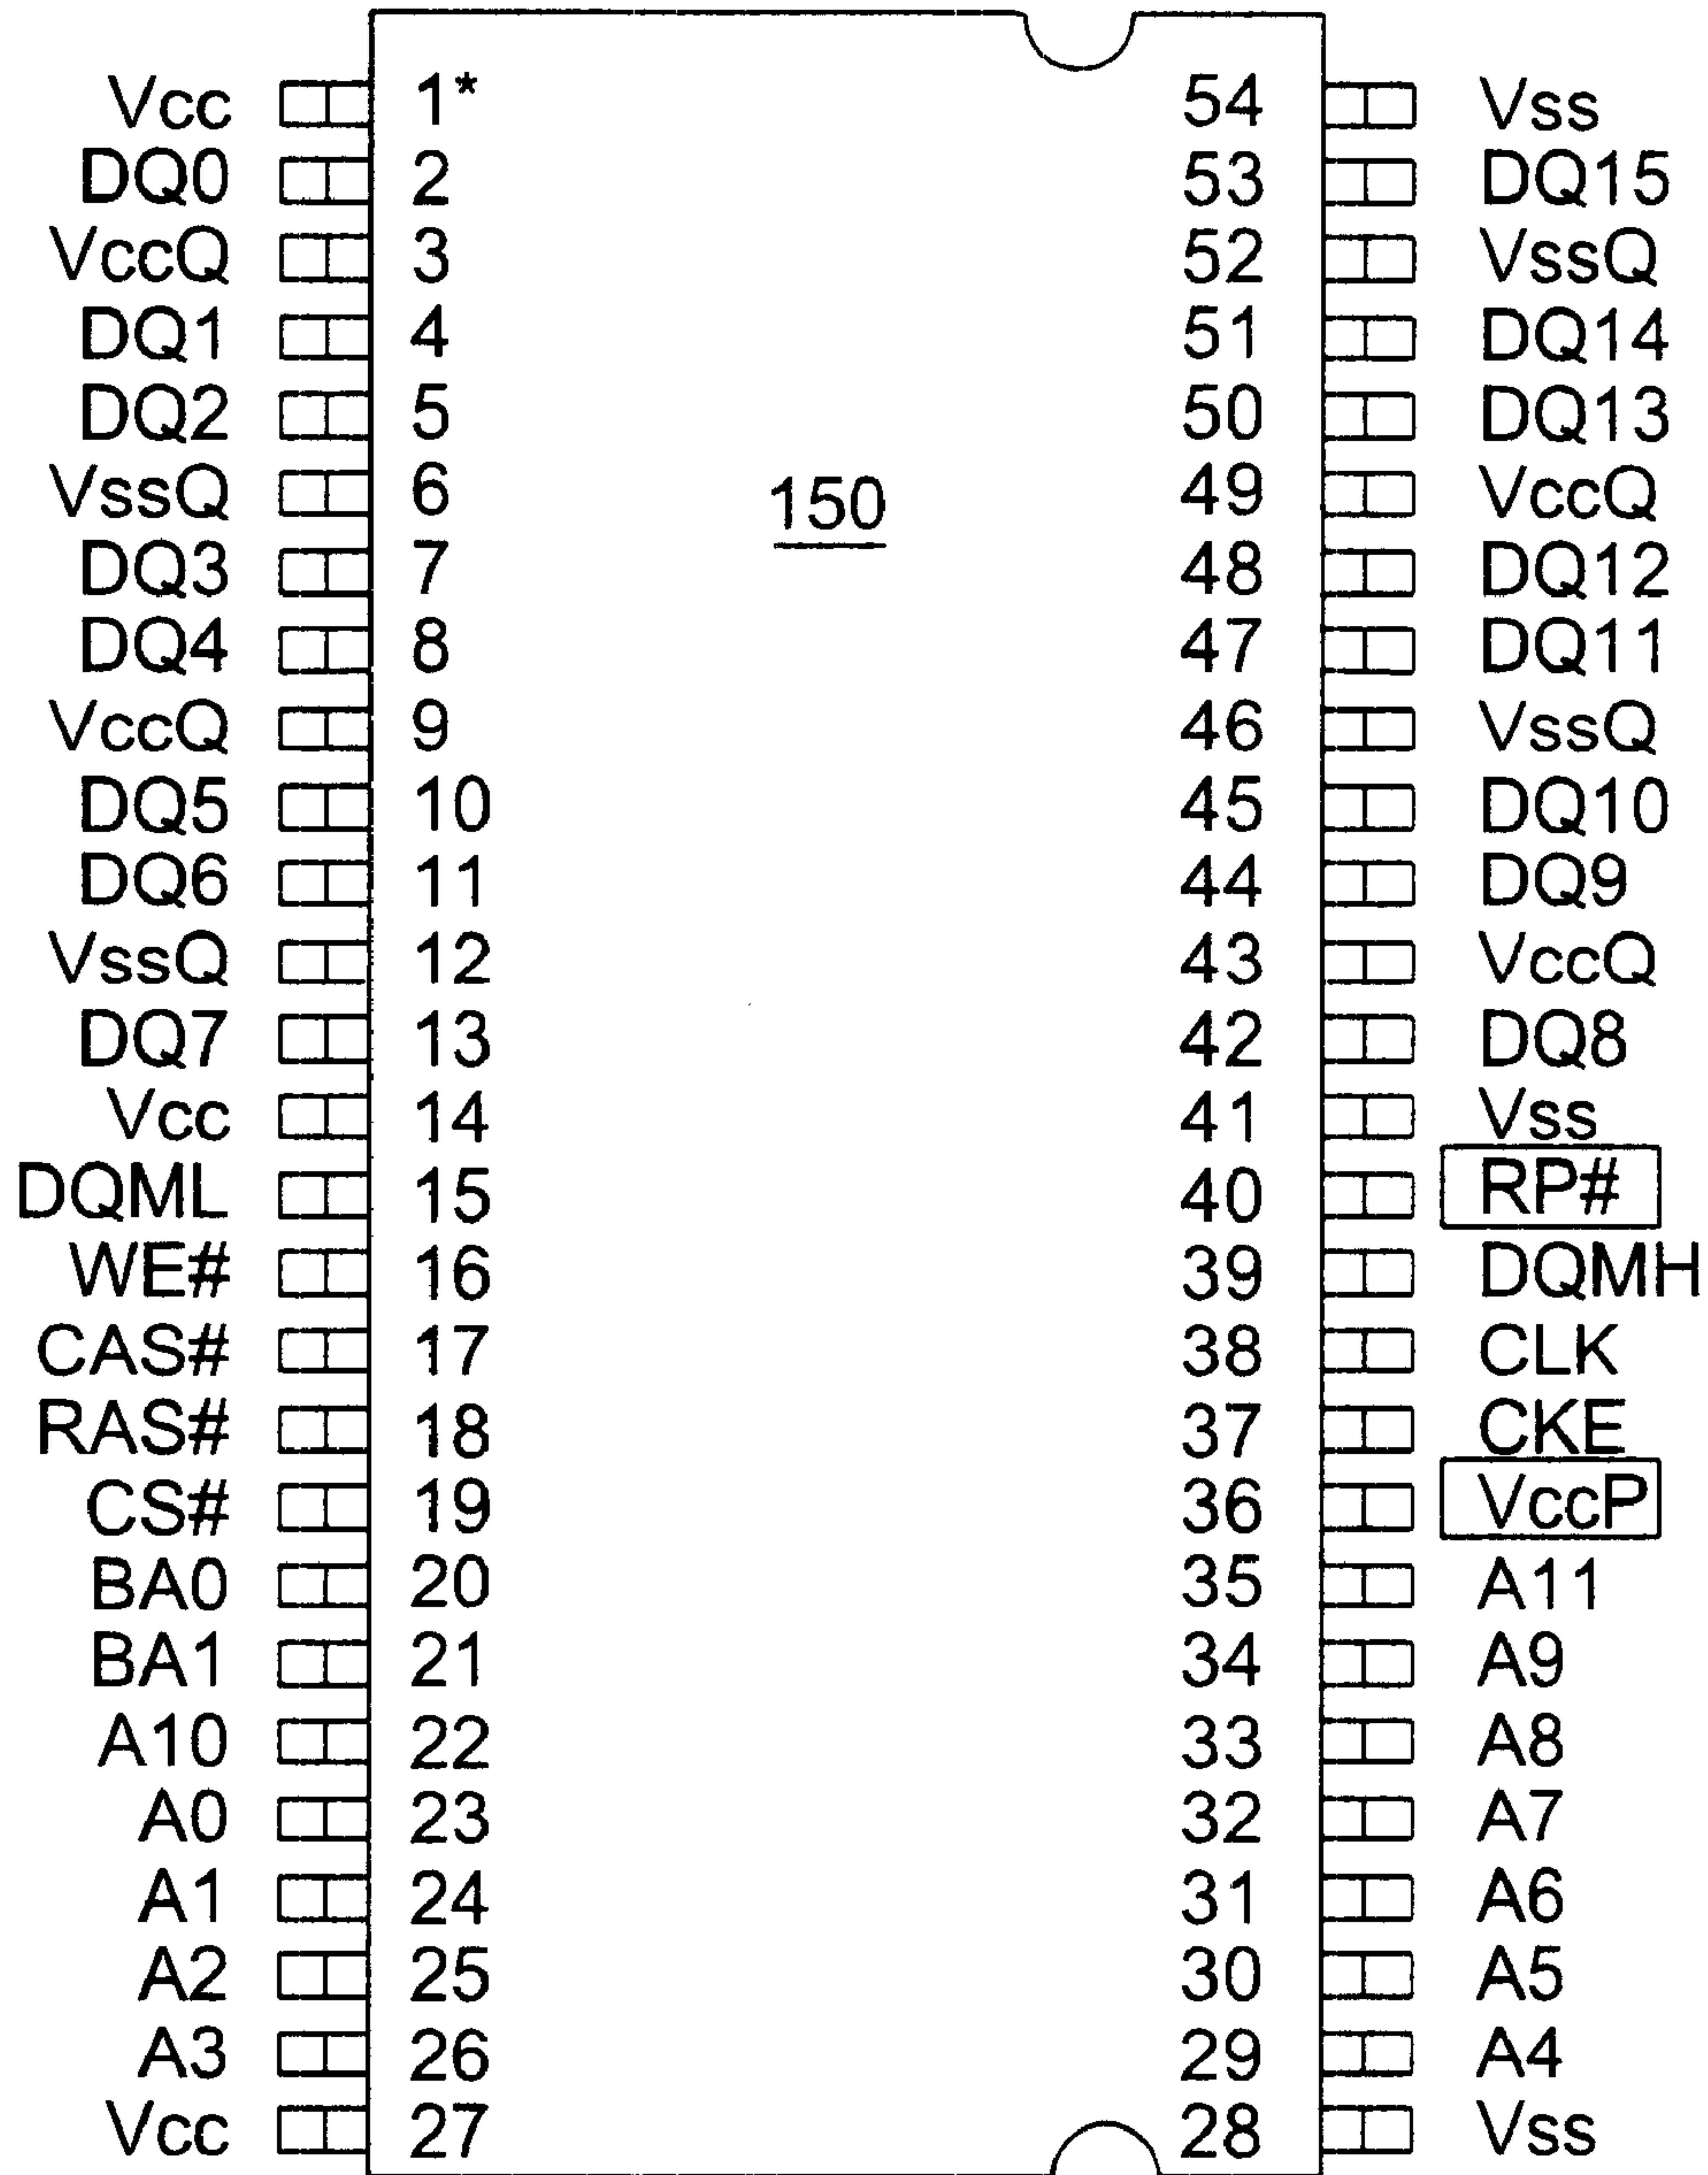 Vcc 1* 54 Vss
DQ0 2 53 DQ15
VccQ 3 52 VssQ
DQ1 4 51 DQ14
DQ2 5 50 DQ13
VssQ 6 49 VccQ
150
DQ3 7 48 DQ12
DQ4 8 47 DQ11
VccQ 9 46 VssQ
DQ5 10 45 DQ10
DQ6 11 44 DQ9
VssQ 12 43 VccQ
DQ7 13 42 DQ8
Vcc 14 41 Vss
DQML 15 40 RP#
WE# 16 39 DQMH
CAS# 17 38 CLK
RAS# 18 37 CKE
CS# 19 36 VccP
BA0 20 35 A11
BA1 21 34 A9
A10 22 33 A8
A0 23 32 A7
A1 24 31 A6
A2 25 30 A5
A3 26 29 A4
Vcc 27 28 Vss